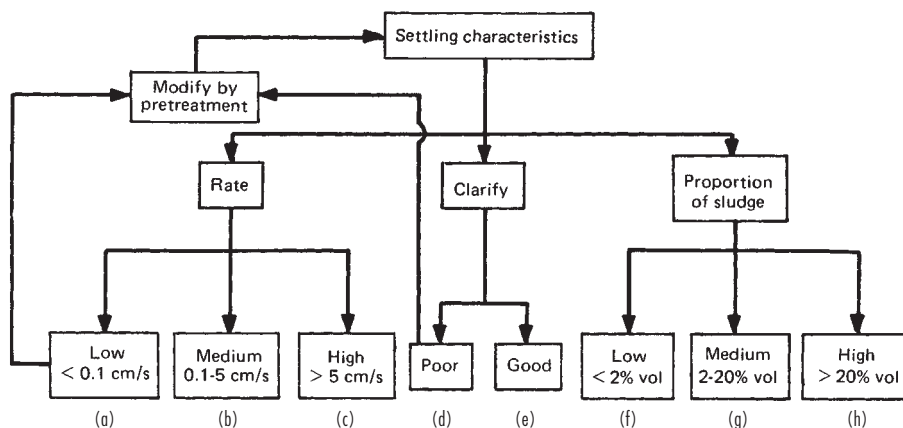 Settling characteristics
Modify by
pretreatment
Rate
Clarify
Proportion
of sludge
Low
< 0.1 cm/s
Medium
0.1-5 cm/s
High
> 5 cm/s
Poor
Good
Low
< 2% vol
Medium
2-20% vol
High
> 20% vol
(a)
(b)
(c)
(d)
(e)
(f)
(g)
(h)